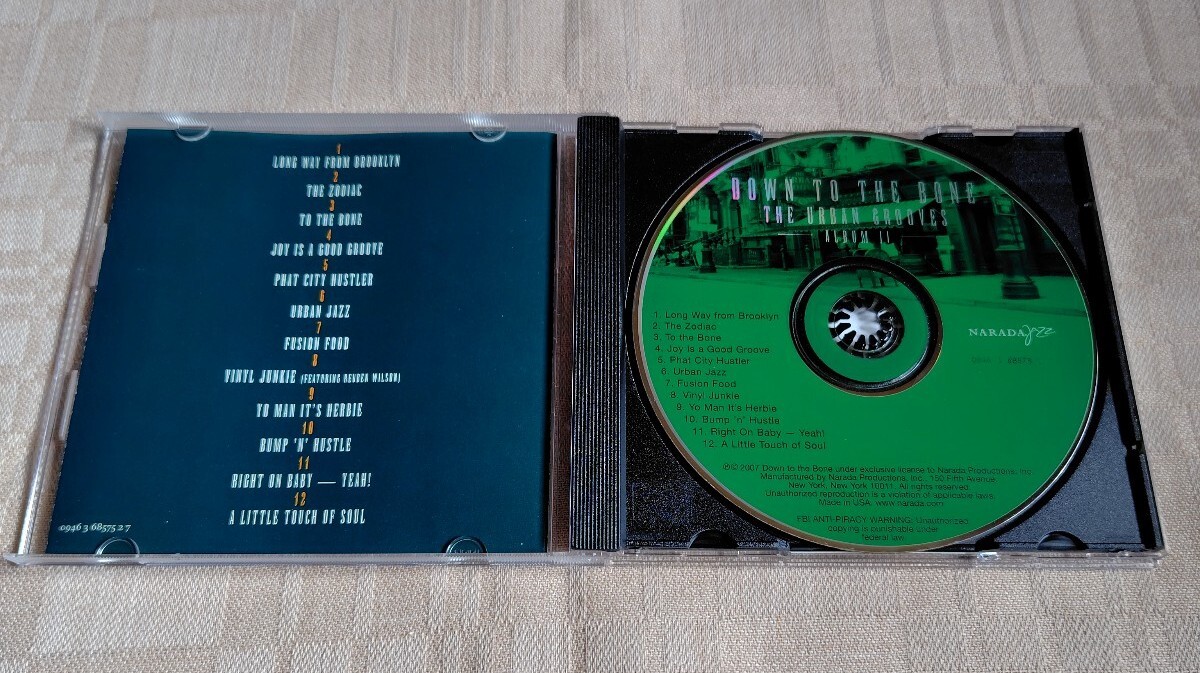 1
LONG WAY FROM BROOKLYN
2
THE ZODIAC
3
TO THE BONE
4
JOY IS A GOOD GROOVE
5
PHAT CITY HUSTLER
6
URBAN JAZZ
7
FUSION FOOD
8
VINYL JUNKIE (FEATURING REUBEN WILSON)
9
YO MAN IT'S HERBIE
10
BUMP 'N' HUSTLE
11
RIGHT ON BABY — YEAH!
12
A LITTLE TOUCH OF SOUL
0946 3 68575 2 7
DOWN TO THE BONE
THE URBAN GROOVES
ALBUM II
NARADA Jazz
1. Long Way from Brooklyn
2. The Zodiac
3. To the Bone
4. Joy Is a Good Groove
5. Phat City Hustler
6. Urban Jazz
7. Fusion Food
8. Vinyl Junkie
9. Yo Man It's Herbie
10. Bump 'n' Hustle
11. Right On Baby — Yeah!
12. A Little Touch of Soul
℗© 2007 Down to the Bone under exclusive license to Narada Productions, Inc.
Manufactured by Narada Productions, Inc., 150 Fifth Avenue
New York, New York 10011. All rights reserved.
Unauthorized reproduction is a violation of applicable laws.
Made in USA. www.narada.com
FBI ANTI-PIRACY WARNING: Unauthorized
copying is punishable under
federal law